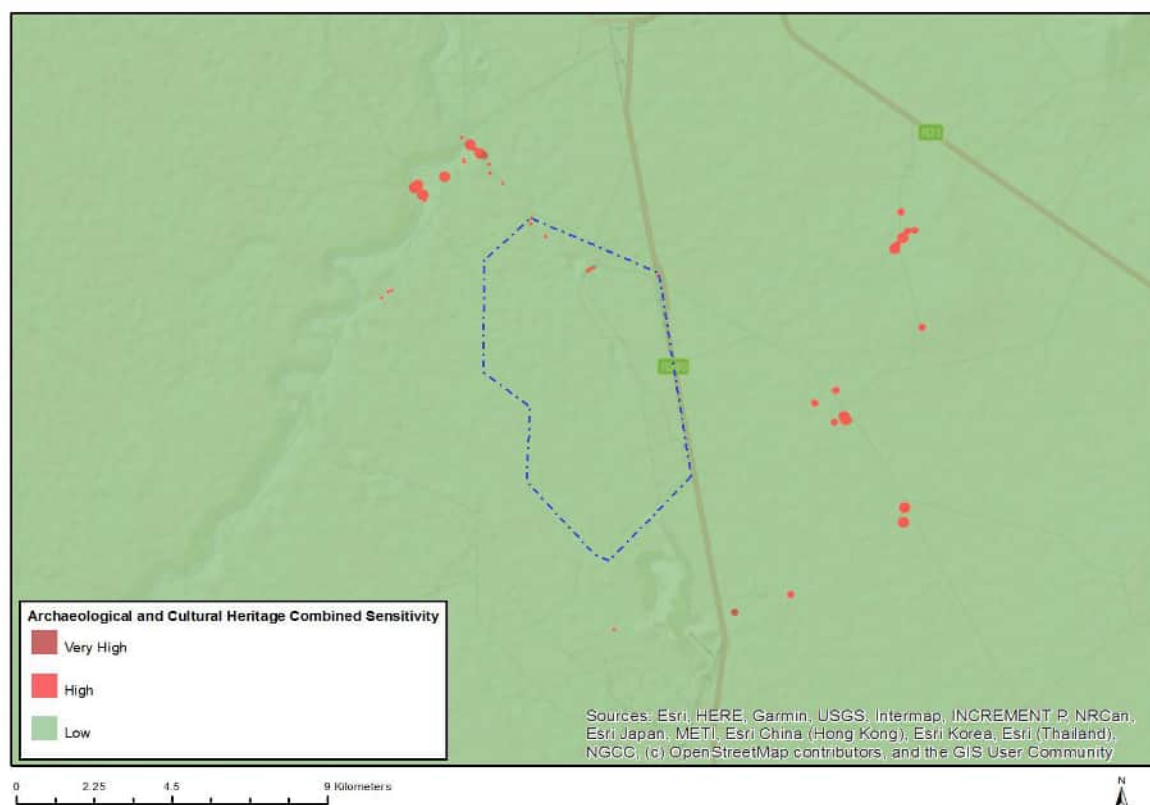 R31
Archaeological and Cultural Heritage Combined Sensitivity
Very High
High
Low
Sources: Esri, HERE, Garmin, USGS, Intermap, INCREMENT P, NRCan,
Esri Japan, METI, Esri China (Hong Kong), Esri Korea, Esri (Thailand),
NGCC, (c) OpenStreetMap contributors, and the GIS User Community
0 2.25 4.5 9 Kilometers
N